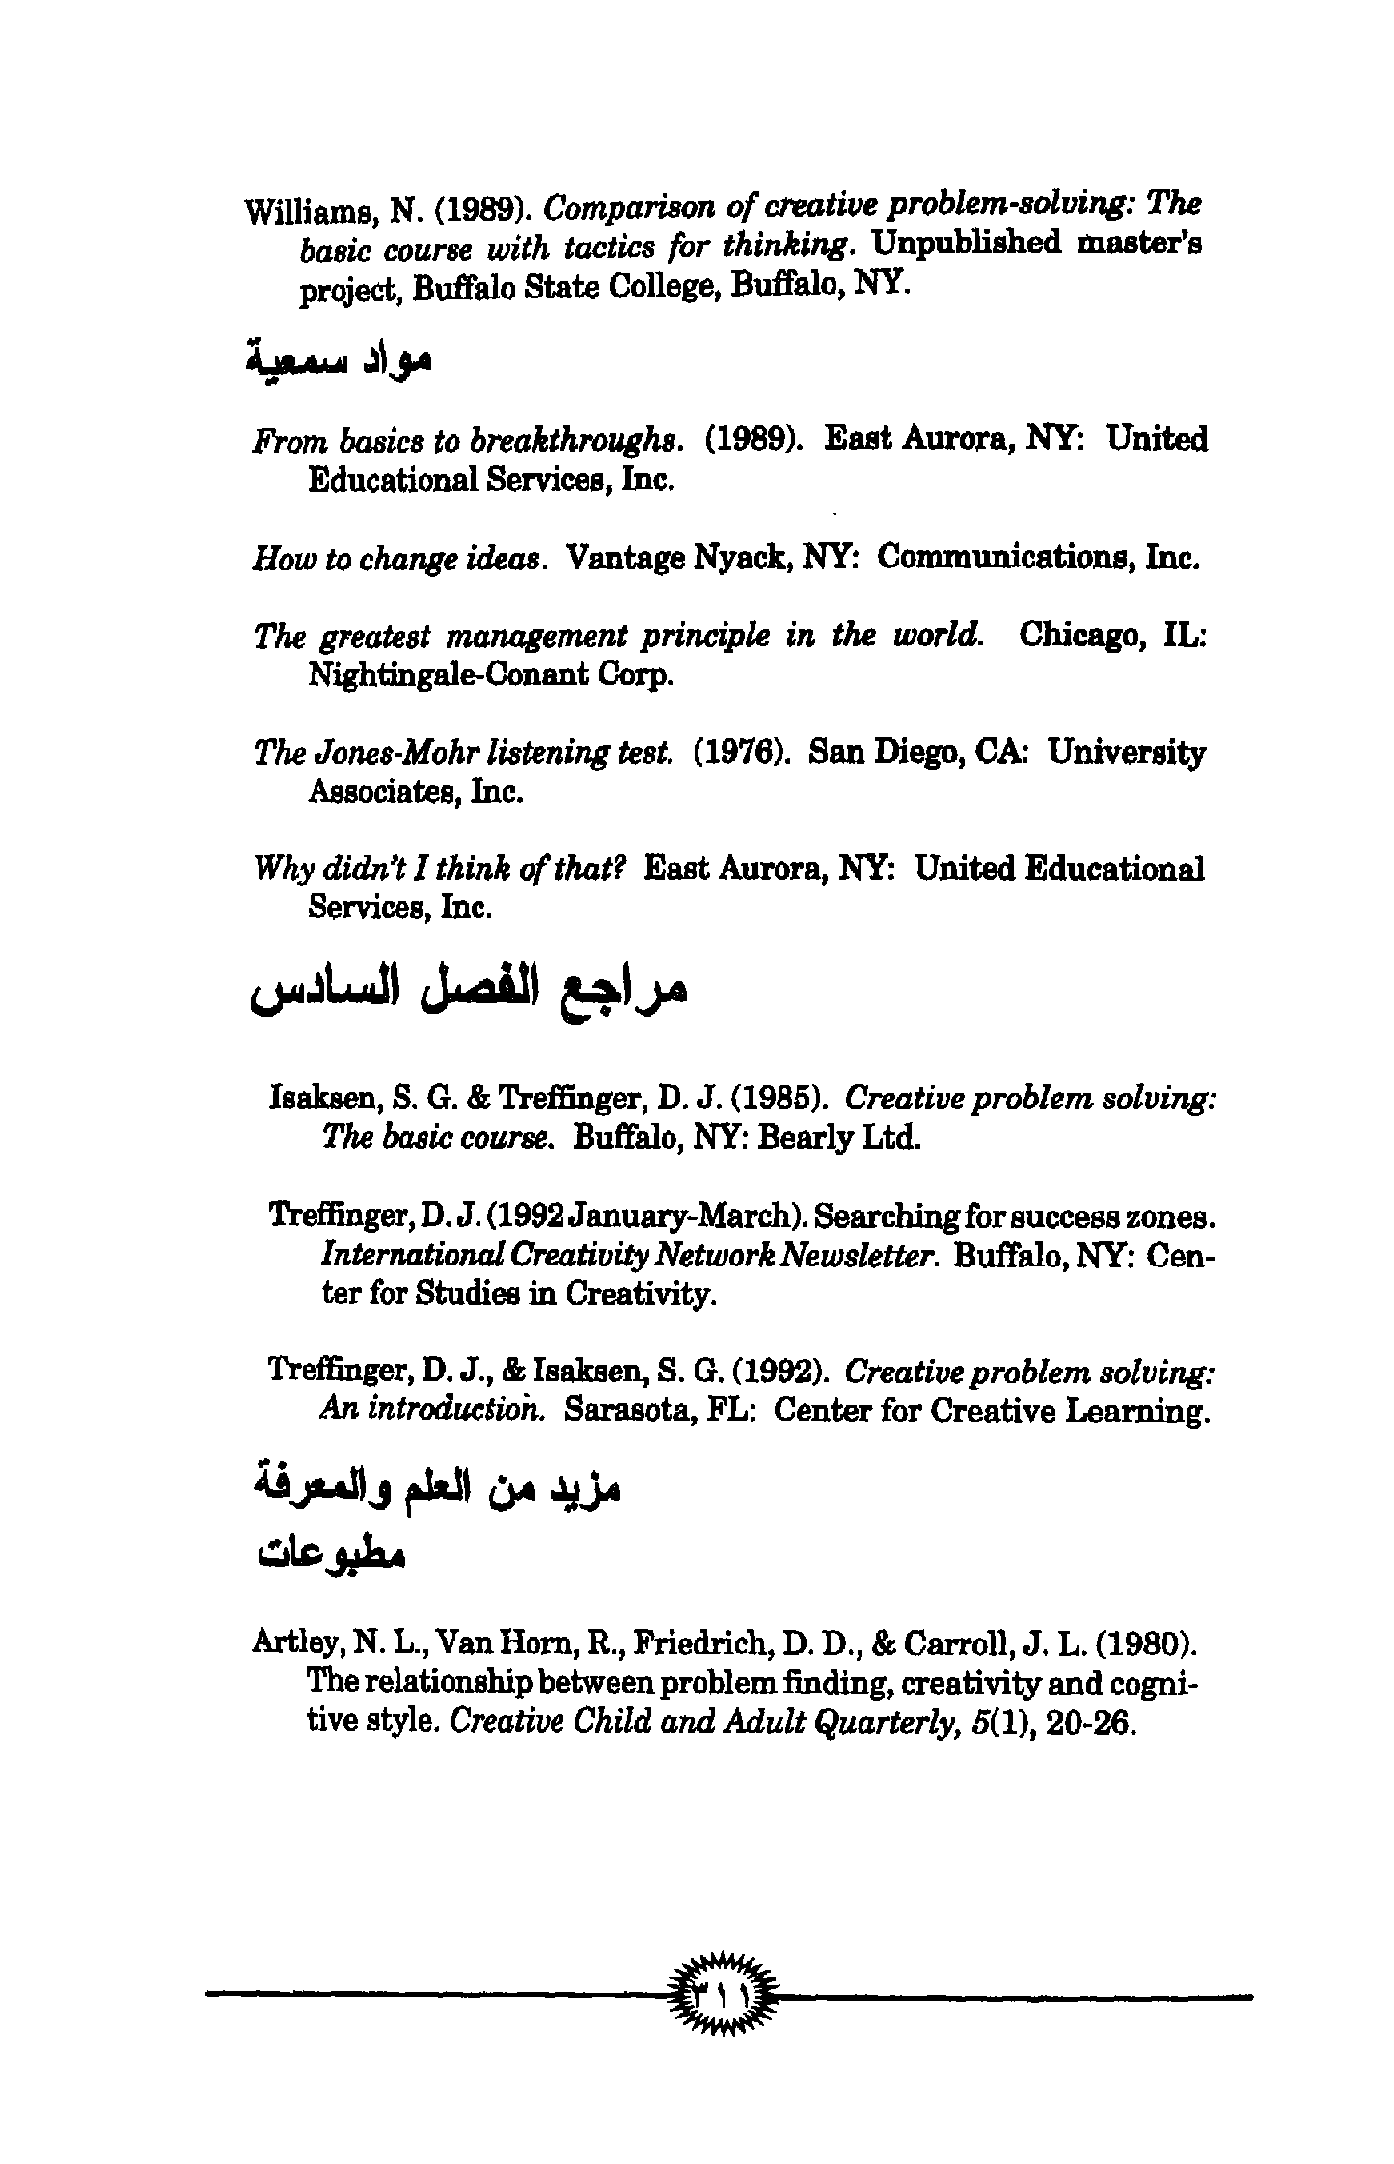 Williams, N. (1989). Comparison of creative problem-solving: The
basic course with tactics for thinking. Unpublished master's
project, Buffalo State College, Buffalo, NY.
مواد سمعية
From basics to breakthroughs. (1989). East Aurora, NY: United
Educational Services, Inc.
How to change ideas. Vantage Nyack, NY: Communications, Inc.
The greatest management principle in the world. Chicago, IL:
Nightingale-Conant Corp.
The Jones-Mohr listening test. (1976). San Diego, CA: University
Associates, Inc.
Why didn't I think of that? East Aurora, NY: United Educational
Services, Inc.
مراجع الفصل السادس
Isaksen, S. G. & Treffinger, D. J. (1985). Creative problem solving:
The basic course. Buffalo, NY: Bearly Ltd.
Treffinger, D. J. (1992 January-March). Searching for success zones.
International Creativity Network Newsletter. Buffalo, NY: Cen-
ter for Studies in Creativity.
Treffinger, D. J., & Isaksen, S. G. (1992). Creative problem solving:
An introduction. Sarasota, FL: Center for Creative Learning.
مزيد من العلم والمعرفة
مطبوعات
Artley, N. L., Van Horn, R., Friedrich, D. D., & Carroll, J. L. (1980).
The relationship between problem finding, creativity and cogni-
tive style. Creative Child and Adult Quarterly, 5(1), 20-26.
٣١١